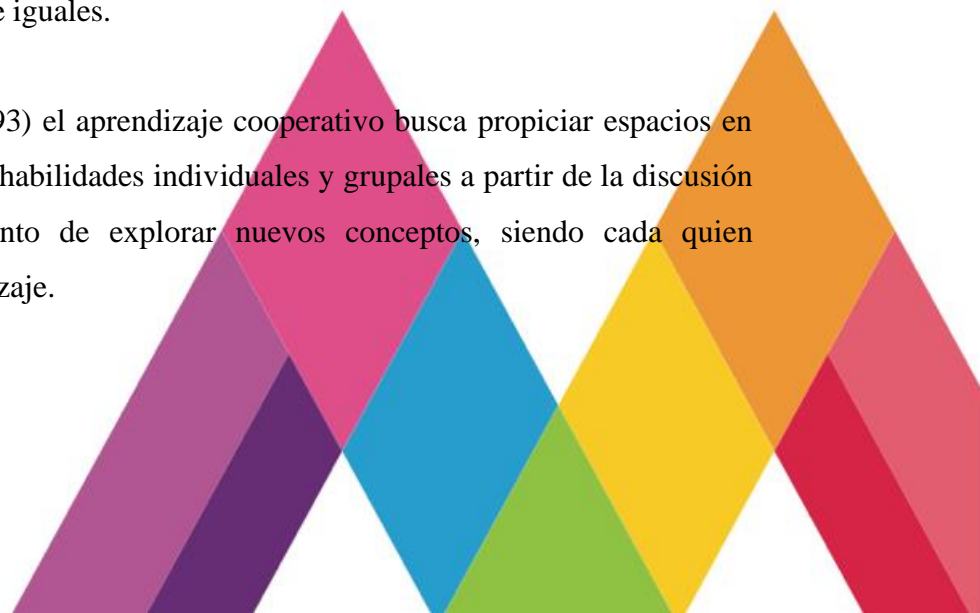 e iguales.
93) el aprendizaje cooperativo busca propiciar espacios en
habilidades individuales y grupales a partir de la discusión
nto de explorar nuevos conceptos, siendo cada quien
zaje.